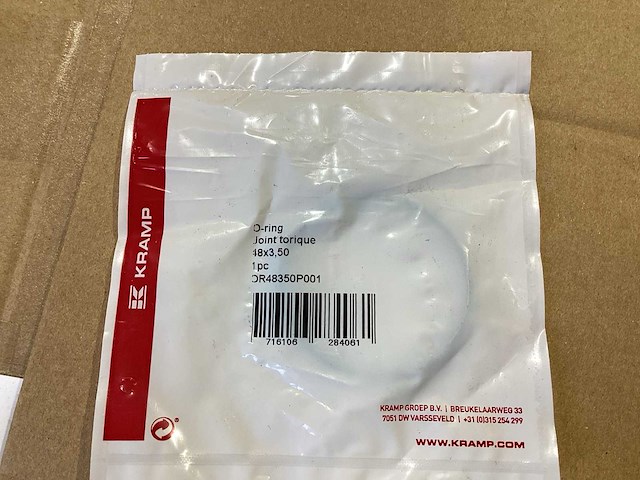 KRAMP
O-ring
Joint torique
48x3,50
1pc
OR48350P001
716106 284061
KRAMP GROEP B.V. | BREUKELAARWEG 33
7051 DW VARSSEVELD | +31 (0)315 254 299
WWW.KRAMP.COM